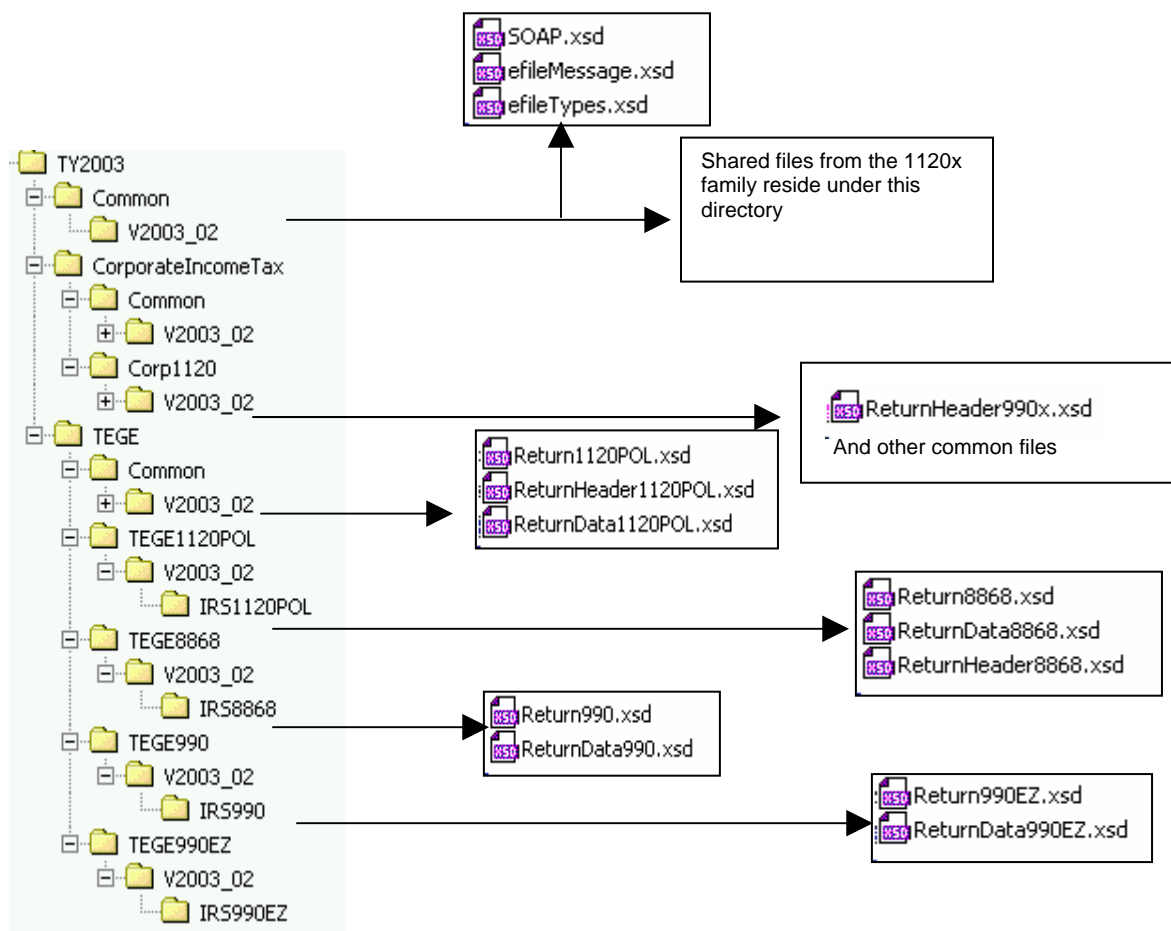 SOAP.xsd
efileMessage.xsd
efileTypes.xsd
TY2003
Common
V2003_02
CorporateIncomeTax
Common
V2003_02
Corp1120
V2003_02
TEGE
Common
V2003_02
TEGE1120POL
V2003_02
IRS1120POL
TEGE8868
V2003_02
IRS8868
TEGE990
V2003_02
IRS990
TEGE990EZ
V2003_02
IRS990EZ
Shared files from the 1120x
family reside under this
directory
ReturnHeader990x.xsd
And other common files
Return1120POL.xsd
ReturnHeader1120POL.xsd
ReturnData1120POL.xsd
Return8868.xsd
ReturnData8868.xsd
ReturnHeader8868.xsd
Return990.xsd
ReturnData990.xsd
Return990EZ.xsd
ReturnData990EZ.xsd